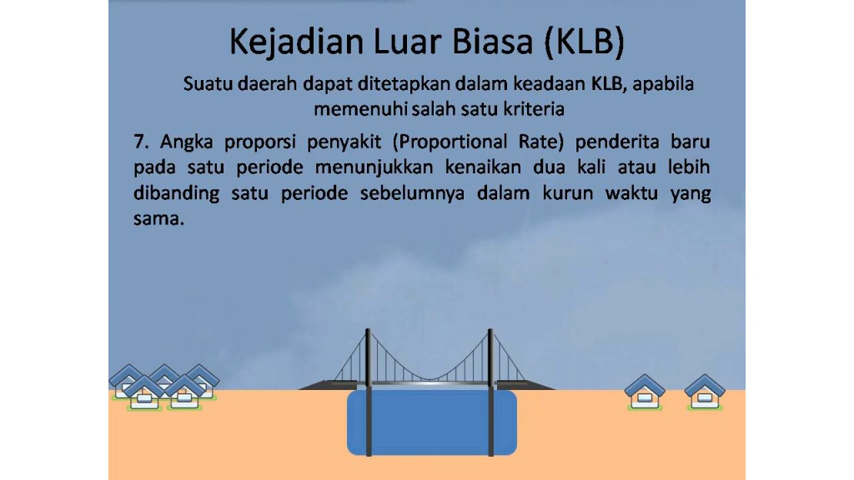 Kejadian Luar Biasa (KLB)
Suatu daerah dapat ditetapkan dalam keadaan KLB, apabila
memenuhi salah satu kriteria
7. Angka proporsi penyakit (Proportional Rate) penderita baru
pada satu periode menunjukkan kenaikan dua kali atau lebih
dibanding satu periode sebelumnya dalam kurun waktu yang
sama.